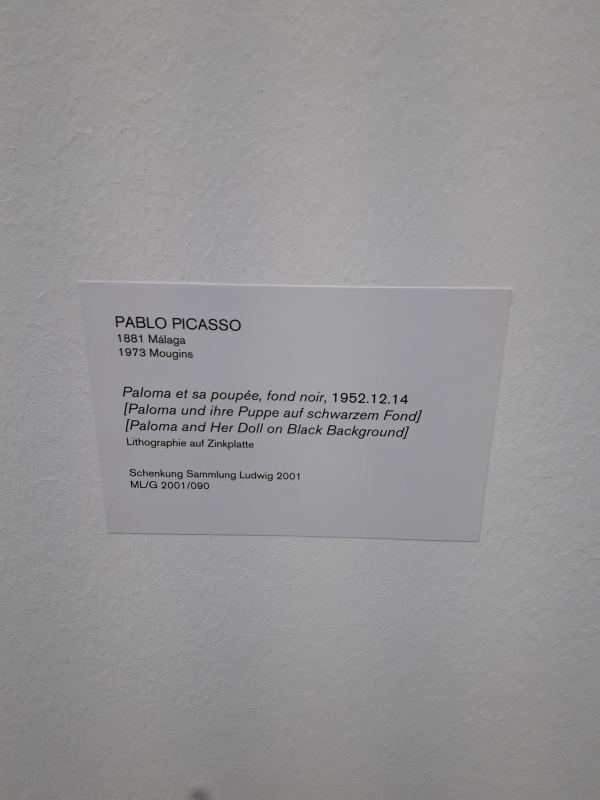 PABLO PICASSO
1881 Málaga
1973 Mougins
Paloma et sa poupée, fond noir, 1952.12.14
[Paloma und ihre Puppe auf schwarzem Fond]
[Paloma and Her Doll on Black Background]
Lithographie auf Zinkplatte
Schenkung Sammlung Ludwig 2001
ML/G 2001/090